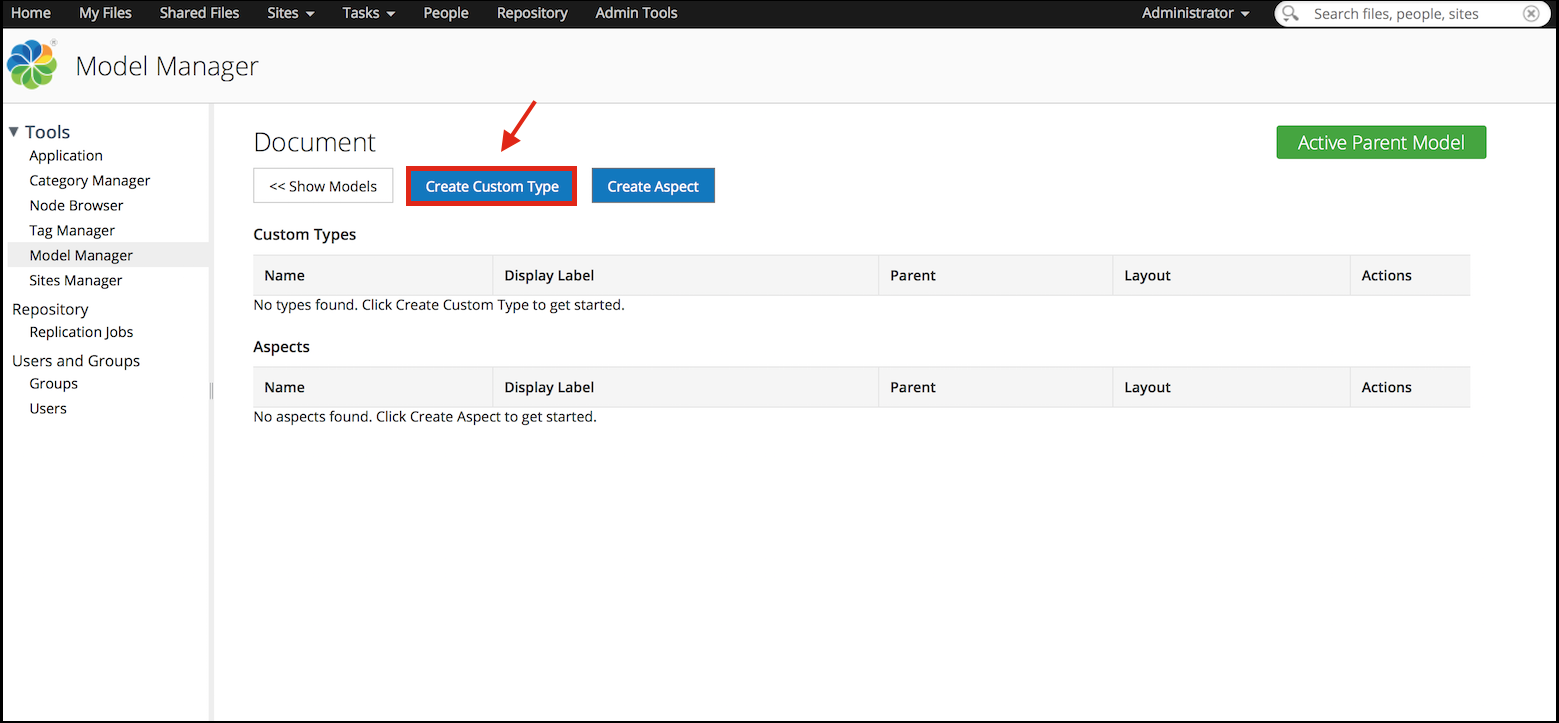 Home My Files Shared Files Sites Tasks People Repository Admin Tools Administrator Search files, people, sites
Model Manager
Tools
Application
Category Manager
Node Browser
Tag Manager
Model Manager
Sites Manager
Repository
Replication Jobs
Users and Groups
Groups
Users
Document
Active Parent Model
<< Show Models Create Custom Type Create Aspect
Custom Types
Name Display Label Parent Layout Actions
No types found. Click Create Custom Type to get started.
Aspects
Name Display Label Parent Layout Actions
No aspects found. Click Create Aspect to get started.